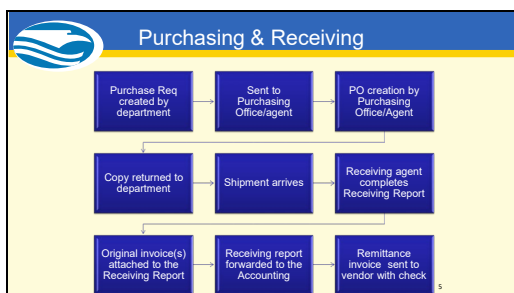 Purchasing & Receiving
Purchase Req
created by
department
Sent to
Purchasing
Office/agent
PO creation by
Purchasing
Office/Agent
Copy returned to
department
Shipment arrives
Receiving agent
completes
Receiving Report
Original invoice(s)
attached to the
Receiving Report
Receiving report
forwarded to the
Accounting
Remittance
invoice sent to
vendor with check
5